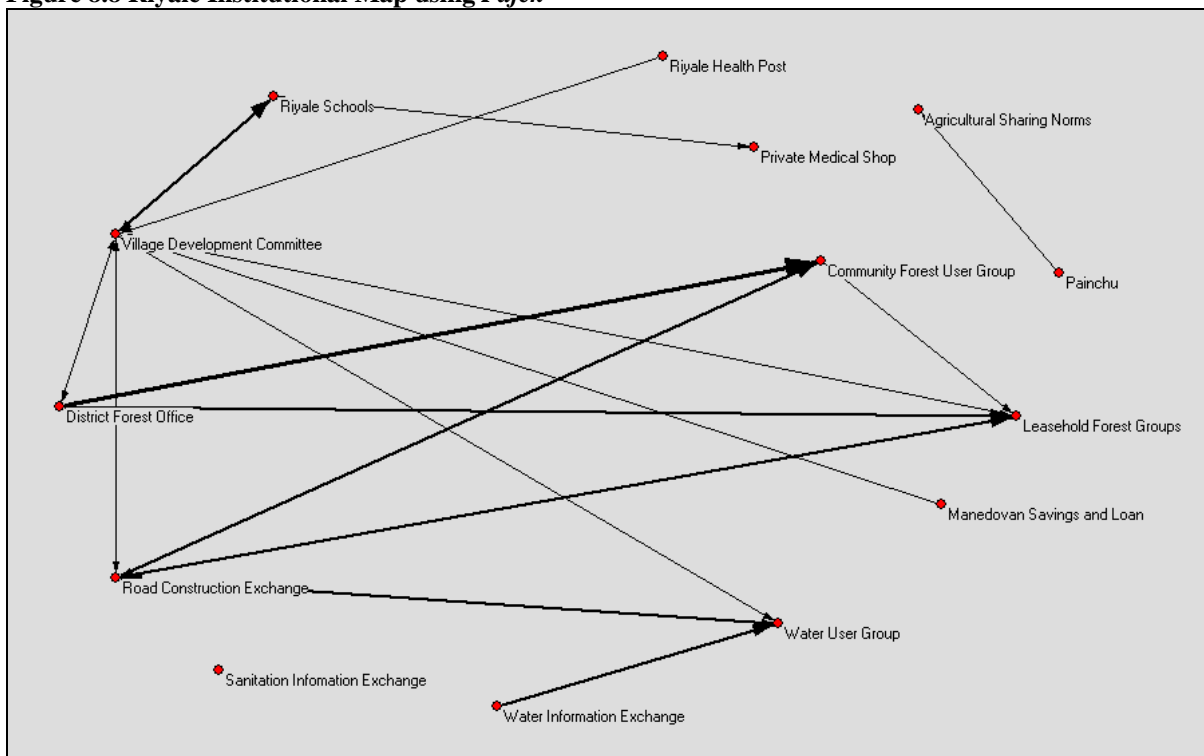 Figure 8.8 Riyale Institutional Map using Pajek
Riyale Health Post
Riyale Schools
Agricultural Sharing Norms
Private Medical Shop
Village Development Committee
Community Forest User Group
Painchu
District Forest Office
Leasehold Forest Groups
Manedovan Savings and Loan
Road Construction Exchange
Water User Group
Sanitation Infomation Exchange
Water Information Exchange